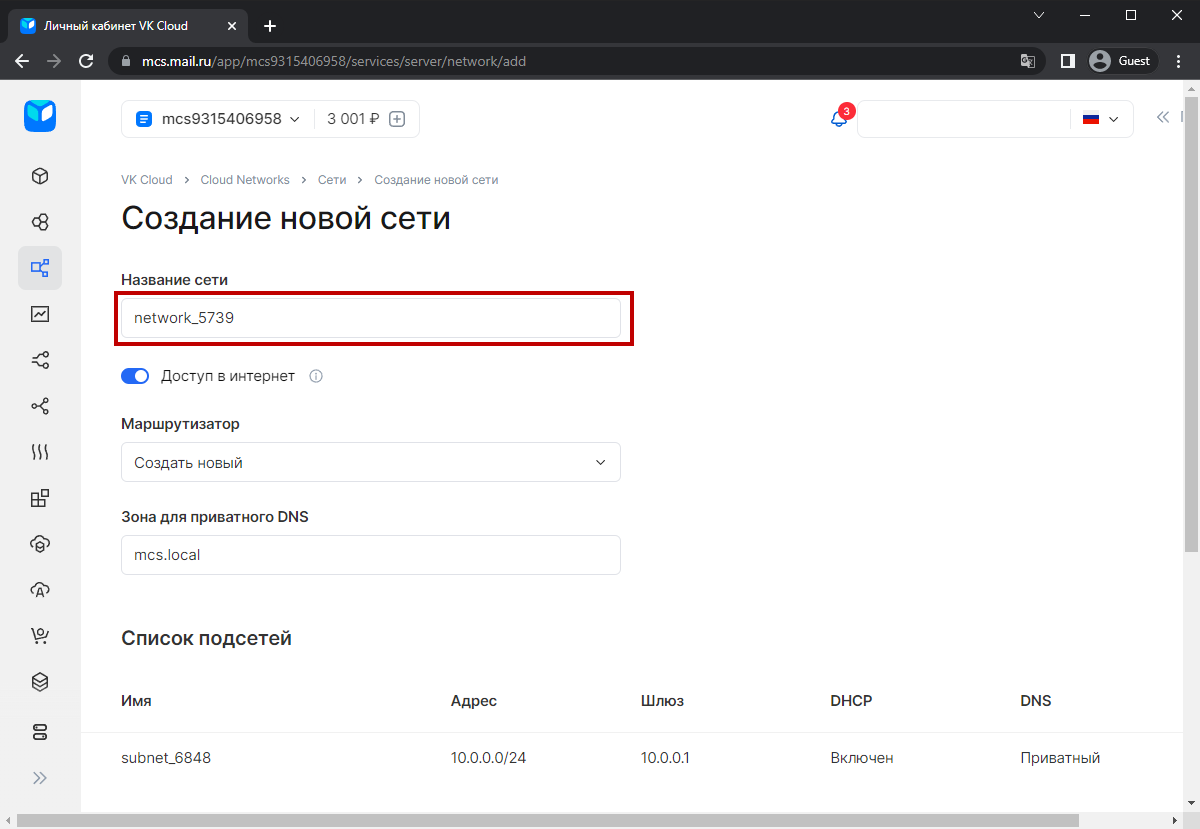 Личный кабинет VK Cloud
mcs.mail.ru/app/mcs9315406958/services/server/network/add
Guest
mcs9315406958
3 001 ₽
3
VK Cloud > Cloud Networks > Сети > Создание новой сети
Создание новой сети
Название сети
network_5739
Доступ в интернет
Маршрутизатор
Создать новый
Зона для приватного DNS
mcs.local
Список подсетей
Имя Адрес Шлюз DHCP DNS
subnet_6848 10.0.0.0/24 10.0.0.1 Включен Приватный